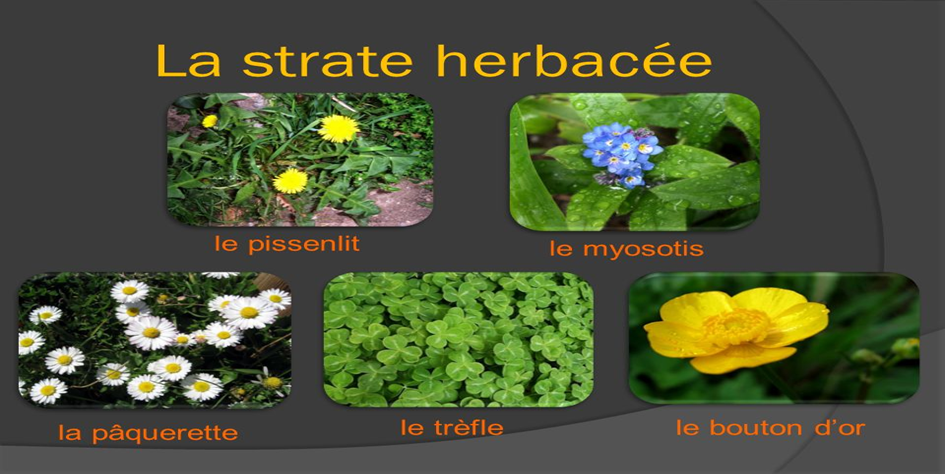 La strate herbacée
le pissenlit
le myosotis
la pâquerette
le trèfle
le bouton d’or